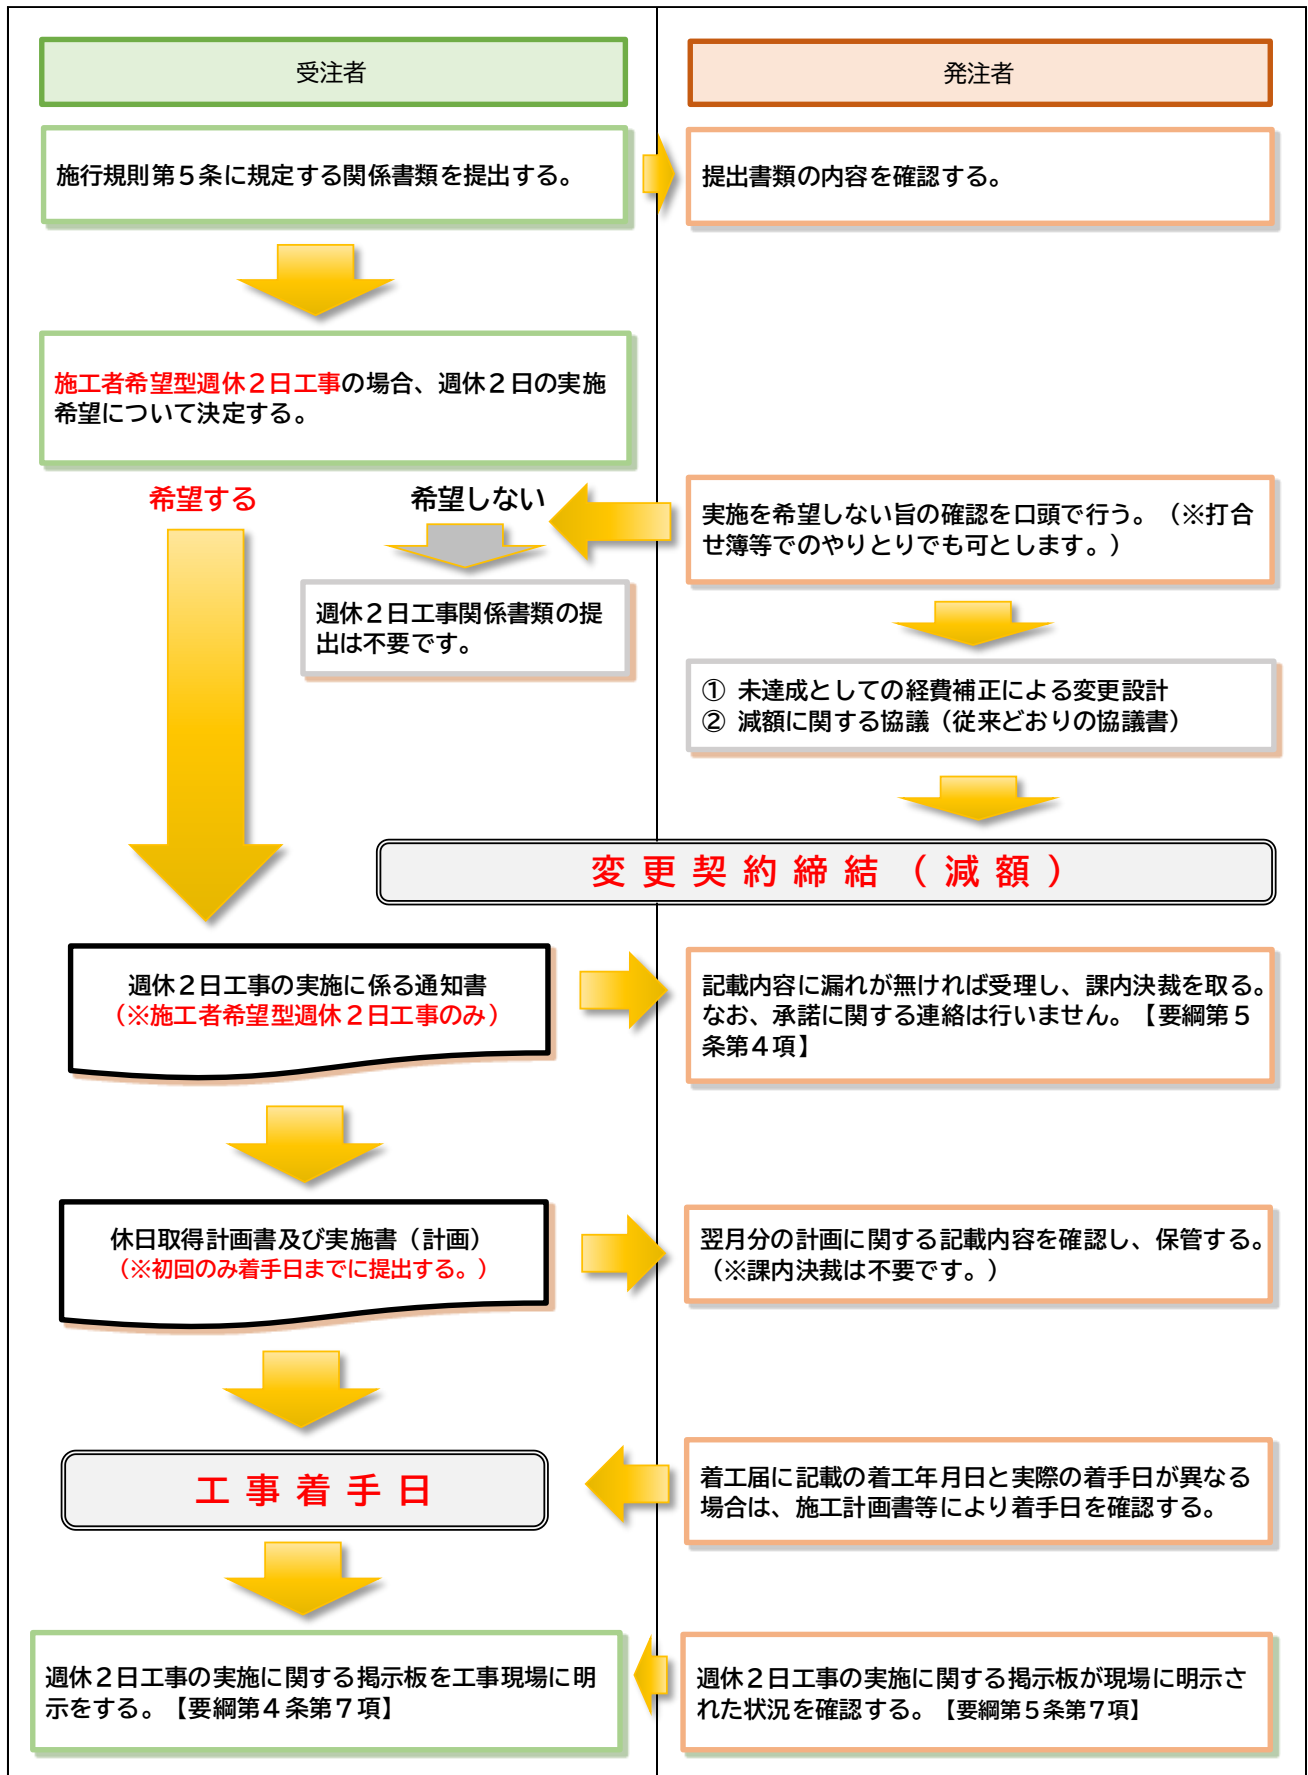 受注者
発注者
施行規則第５条に規定する関係書類を提出する。
提出書類の内容を確認する。
施工者希望型週休２日工事の場合、週休２日の実施
希望について決定する。
希望する
希望しない
実施を希望しない旨の確認を口頭で行う。（※打合
せ簿等でのやりとりでも可とします。）
週休２日工事関係書類の提
出は不要です。
① 未達成としての経費補正による変更設計
② 減額に関する協議（従来どおりの協議書）
変更契約締結（減額）
週休２日工事の実施に係る通知書
（※施工者希望型週休２日工事のみ）
記載内容に漏れが無ければ受理し、課内決裁を取る。
なお、承諾に関する連絡は行いません。【要綱第５
条第４項】
休日取得計画書及び実施書（計画）
（※初回のみ着手日までに提出する。）
翌月分の計画に関する記載内容を確認し、保管する。
（※課内決裁は不要です。）
工事着手日
着工届に記載の着工年月日と実際の着手日が異なる
場合は、施工計画書等により着手日を確認する。
週休２日工事の実施に関する掲示板を工事現場に明
示をする。【要綱第４条第７項】
週休２日工事の実施に関する掲示板が現場に明示さ
れた状況を確認する。【要綱第５条第７項】